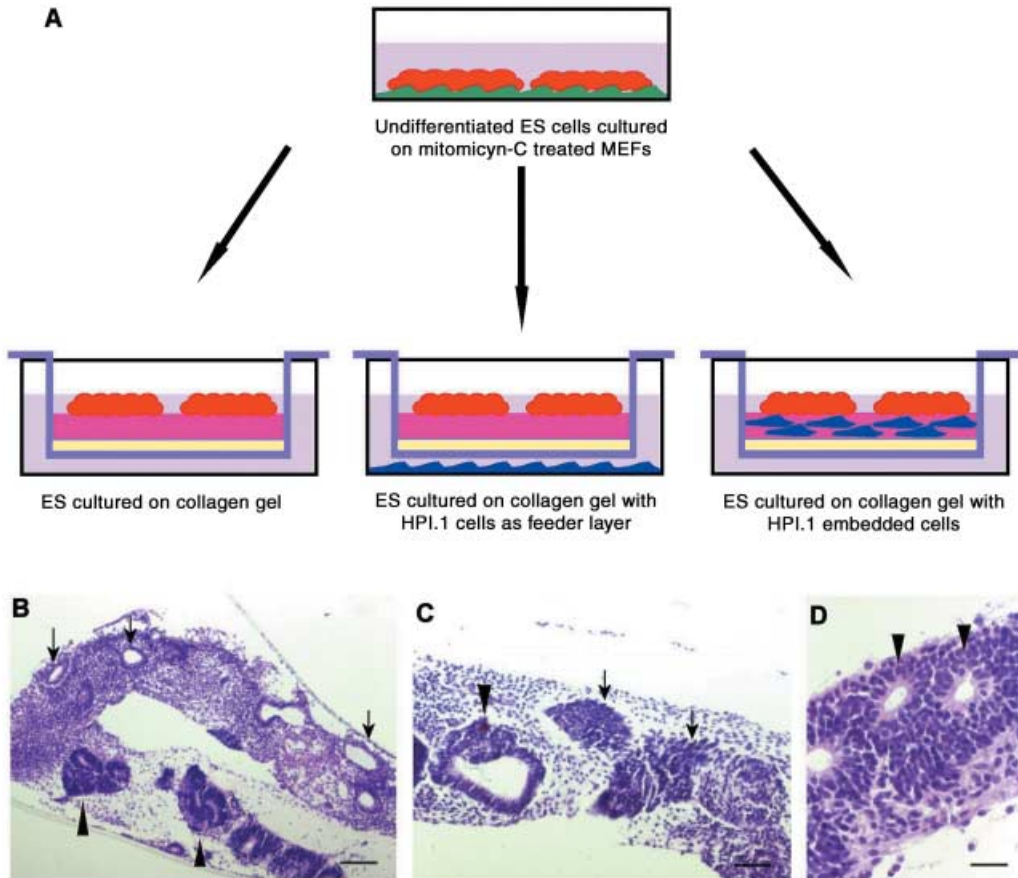 A
Undifferentiated ES cells cultured
on mitomicyn-C treated MEFs
ES cultured on collagen gel
ES cultured on collagen gel with
HPI.1 cells as feeder layer
ES cultured on collagen gel with
HPI.1 embedded cells
B
C
D